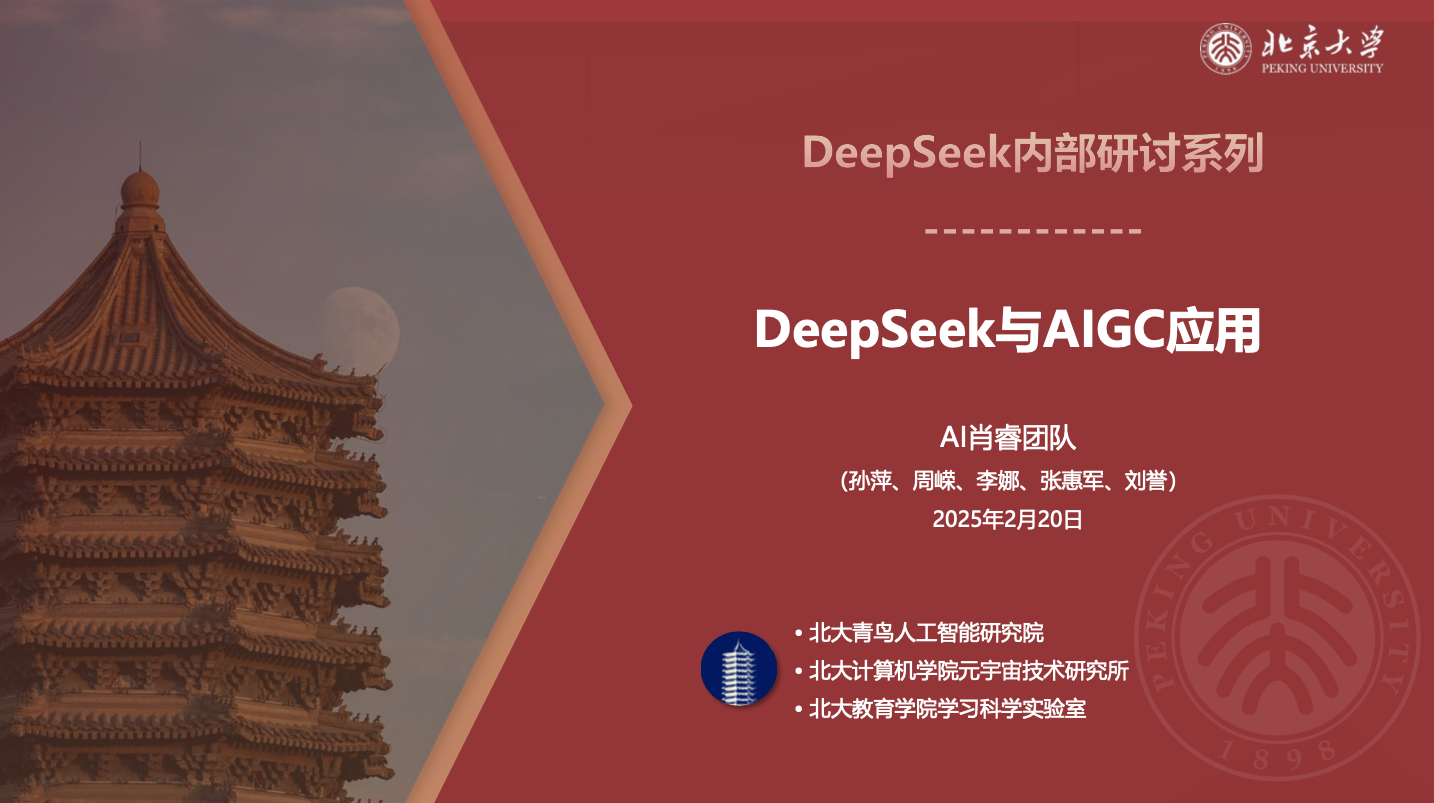 北京大学
PEKING UNIVERSITY
DeepSeek内部研讨系列
------------
DeepSeek与AIGC应用
AI肖睿团队
（孙萍、周嵘、李娜、张惠军、刘誉）
2025年2月20日
• 北大青鸟人工智能研究院
• 北大计算机学院元宇宙技术研究所
• 北大教育学院学习科学实验室
PEKING UNIVERSITY
1898